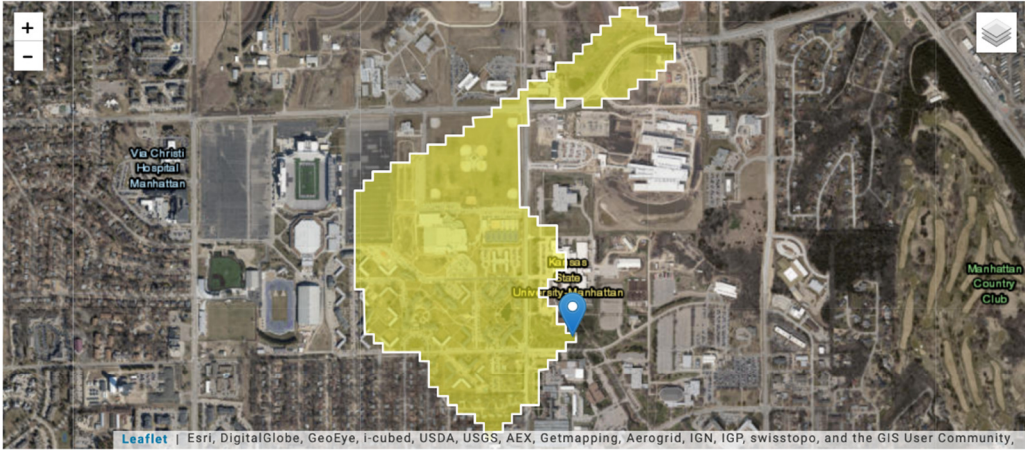 +
-
Via Christi
Hospital
Manhattan
Kansas
State
University-Manhattan
Manhattan
Country
Club
Leaflet | Esri, DigitalGlobe, GeoEye, i-cubed, USDA, USGS, AEX, Getmapping, Aerogrid, IGN, IGP, swisstopo, and the GIS User Community,